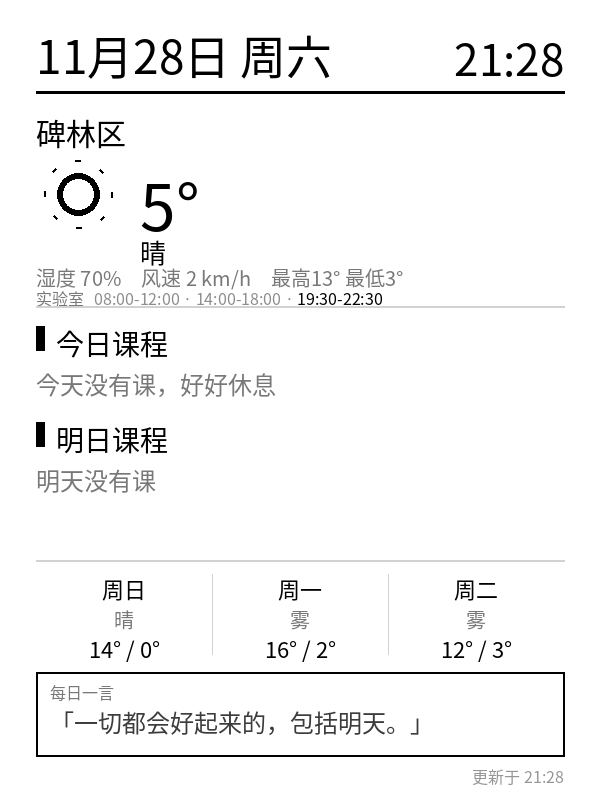 11月28日 周六 21:28
碑林区
5°
晴
湿度 70% 风速 2 km/h 最高13° 最低3°
实验室 08:00-12:00 · 14:00-18:00 · 19:30-22:30
今日课程
今天没有课，好好休息
明日课程
明天没有课
周日 周一 周二
晴 雾 雾
14° / 0° 16° / 2° 12° / 3°
每日一言
「一切都会好起来的，包括明天。」
更新于 21:28